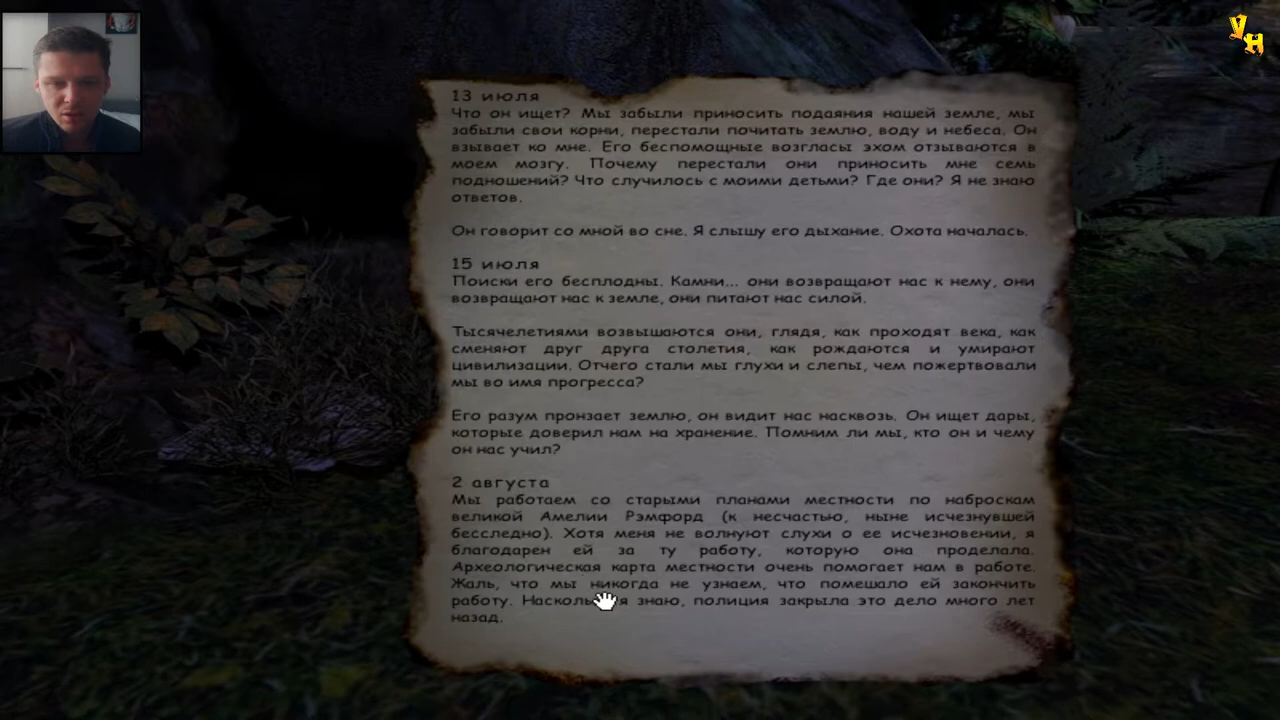 УН
13 июля
Что он ищет? Мы забыли приносить подаяния нашей земле, мы
забыли свои корни, перестали почитать землю, воду и небеса. Он
взывает ко мне. Его беспомощные возгласы эхом отзываются в
моем мозгу. Почему перестали они приносить мне семь
подношений? Что случилось с моими детьми? Где они? Я не знаю
ответов.
Он говорит со мной во сне. Я слышу его дыхание. Охота началась.
15 июля
Поиски его бесплодны. Камни... они возвращают нас к нему, они
возвращают нас к земле, они питают нас силой.
Тысячелетиями возвышаются они, глядя, как проходят века, как
сменяют друг друга столетия, как рождаются и умирают
цивилизации. Отчего стали мы глухи и слепы, чем пожертвовали
мы во имя прогресса?
Его разум пронзает землю, он видит нас насквозь. Он ищет дары,
которые доверил нам на хранение. Помним ли мы, кто он и чему
он нас учил?
2 августа
Мы работаем со старыми планами местности по наброскам
великой Амелии Рэмфорд (к несчастью, ныне исчезнувшей
бесследно). Хотя меня не волнуют слухи о ее исчезновении, я
благодарен ей за ту работу, которую она проделала.
Археологическая карта местности очень помогает нам в работе.
Жаль, что мы никогда не узнаем, что помешало ей закончить
работу. Насколько я знаю, полиция закрыла это дело много лет
назад.